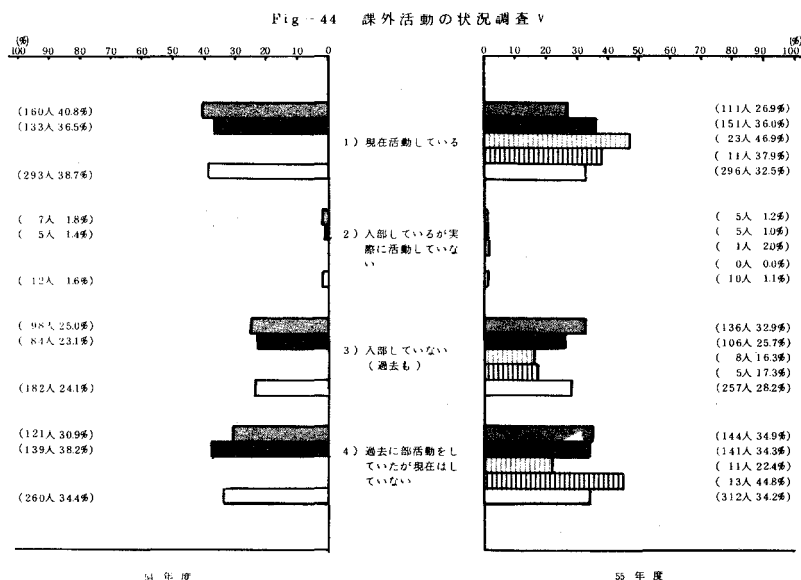 Fig-44 課外活動の状況調査 V
(%)
100 90 80 70 60 50 40 30 20 10 0
(%)
0 10 20 30 40 50 60 70 80 90 100
(160人 40.8%)
(133人 36.5%)
(293人 38.7%)
1) 現在活動している
(111人 26.9%)
(151人 36.0%)
( 23人 46.9%)
( 11人 37.9%)
(296人 32.5%)
( 7人 1.8%)
( 5人 1.4%)
( 12人 1.6%)
2) 入部しているが実
際に活動していな
い
( 5人 1.2%)
( 5人 1.0%)
( 1人 2.0%)
( 0人 0.0%)
( 10人 1.1%)
( 98人 25.0%)
( 84人 23.1%)
(182人 24.1%)
3) 入部していない
(過去も)
(136人 32.9%)
(106人 25.7%)
( 8人 16.3%)
( 5人 17.3%)
(257人 28.2%)
(121人 30.9%)
(139人 38.2%)
(260人 34.4%)
4) 過去に部活動をし
ていたが現在はし
ていない
(144人 34.9%)
(141人 34.3%)
( 11人 22.4%)
( 13人 44.8%)
(312人 34.2%)
54 年 度
55 年 度